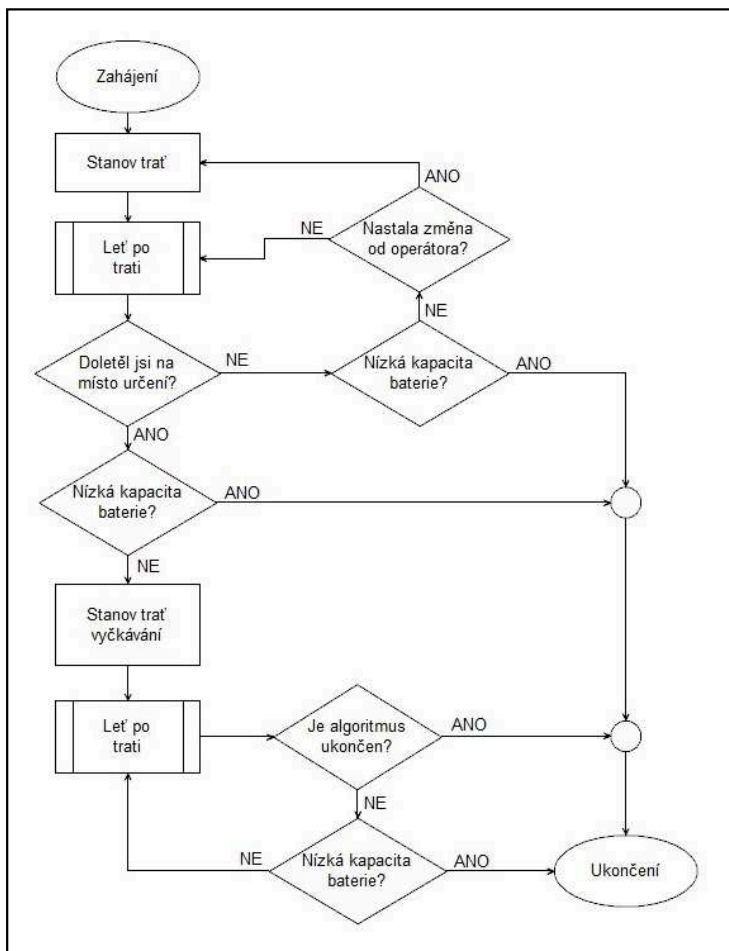 Zahájení
Stanov trať
ANO
Nastala změna
od operátora?
NE
Leť po
trati
NE
Doletěl jsi na
místo určení?
NE
Nízká kapacita
baterie?
ANO
ANO
Nízká kapacita
baterie?
ANO
NE
Stanov trať
vyčkávání
Leť po
trati
Je algoritmus
ukončen?
ANO
NE
Nízká kapacita
baterie?
NE
ANO
Ukončení